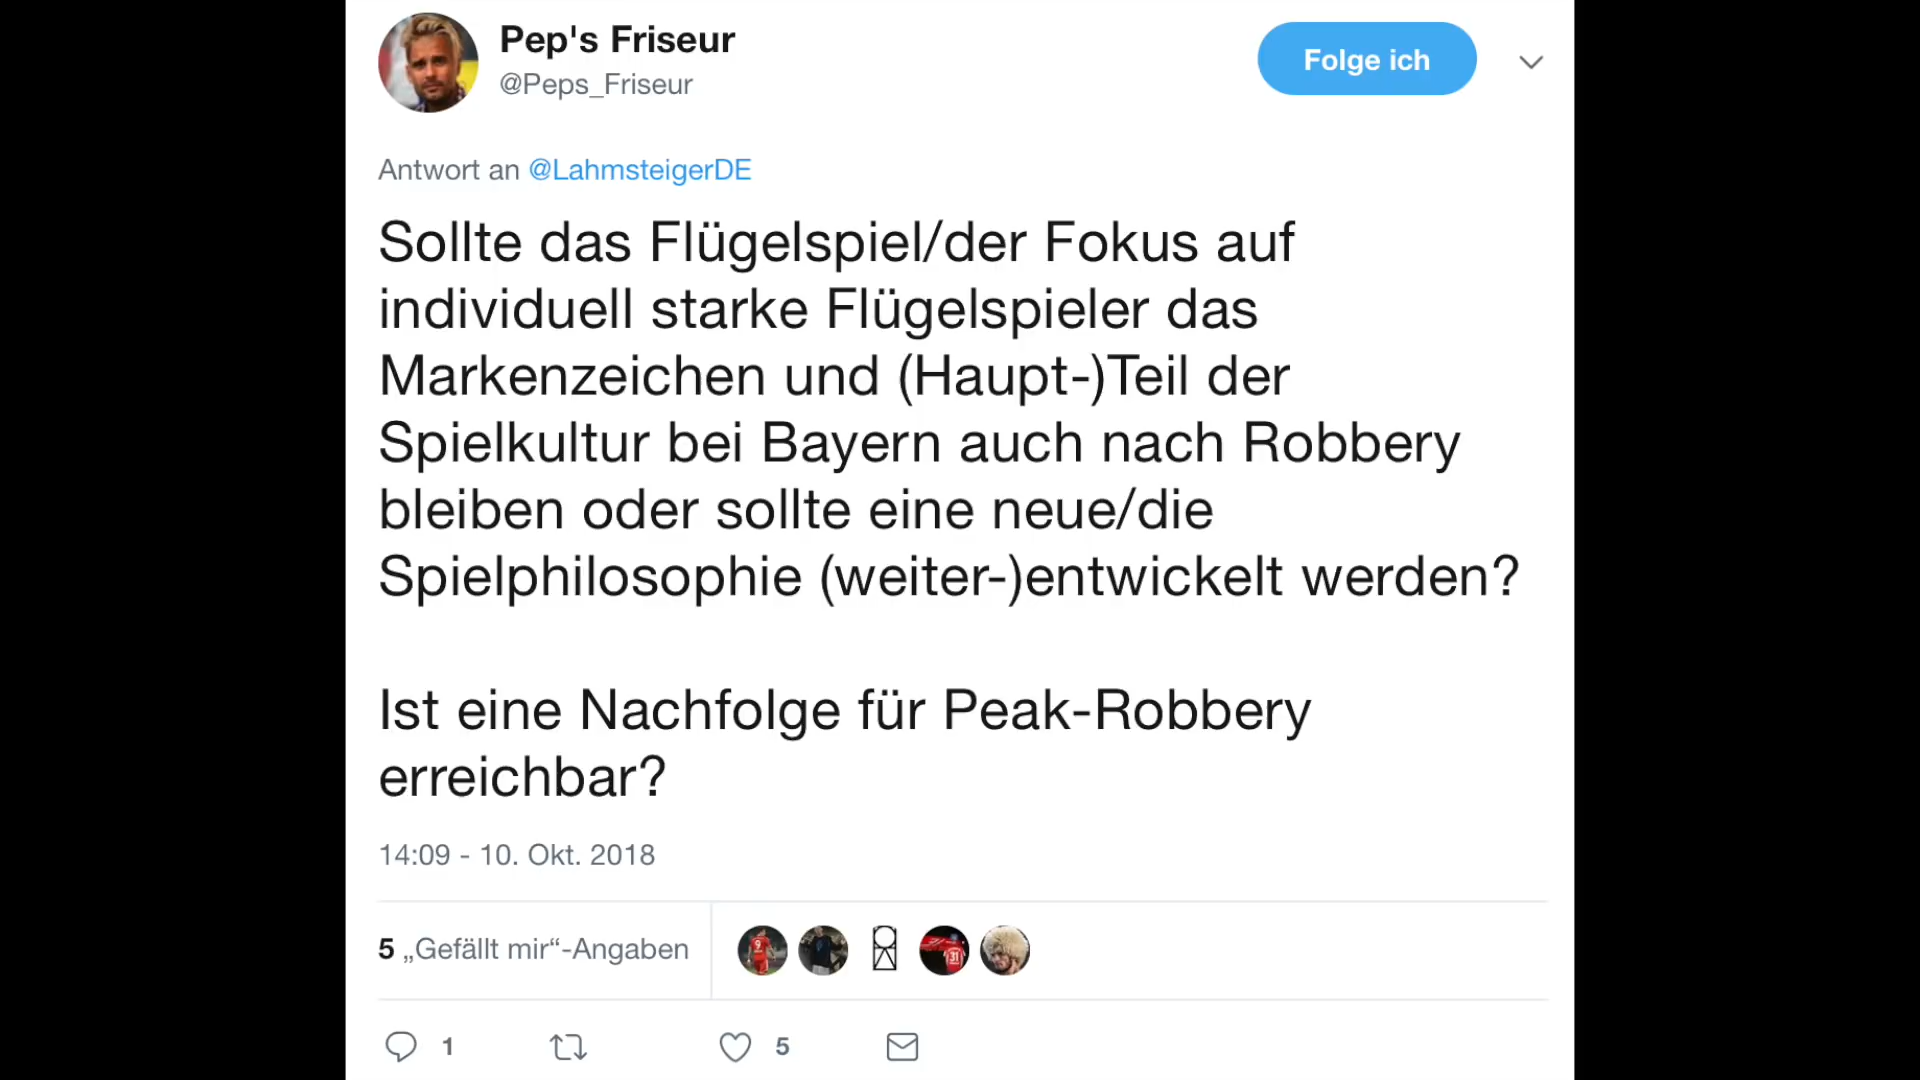 Pep's Friseur
@Peps_Friseur
Folge ich
Antwort an @LahmsteigerDE
Sollte das Flügelspiel/der Fokus auf
individuell starke Flügelspieler das
Markenzeichen und (Haupt-)Teil der
Spielkultur bei Bayern auch nach Robbery
bleiben oder sollte eine neue/die
Spielphilosophie (weiter-)entwickelt werden?
Ist eine Nachfolge für Peak-Robbery
erreichbar?
14:09 - 10. Okt. 2018
5 „Gefällt mir“-Angaben
9
31
1
5